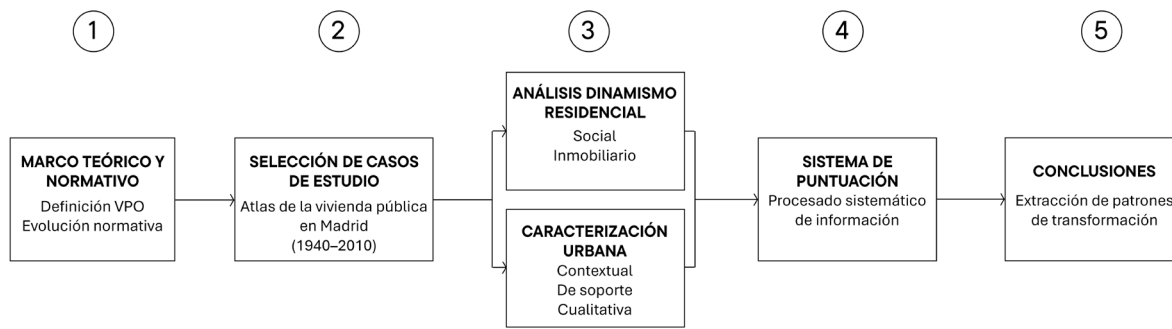 1
2
3
4
5
MARCO TEÓRICO Y
NORMATIVO
Definición VPO
Evolución normativa
SELECCIÓN DE CASOS
DE ESTUDIO
Atlas de la vivienda pública
en Madrid
(1940–2010)
ANÁLISIS DINAMISMO
RESIDENCIAL
Social
Inmobiliario
CARACTERIZACIÓN
URBANA
Contextual
De soporte
Cualitativa
SISTEMA DE
PUNTUACIÓN
Procesado sistemático
de información
CONCLUSIONES
Extracción de patrones
de transformación